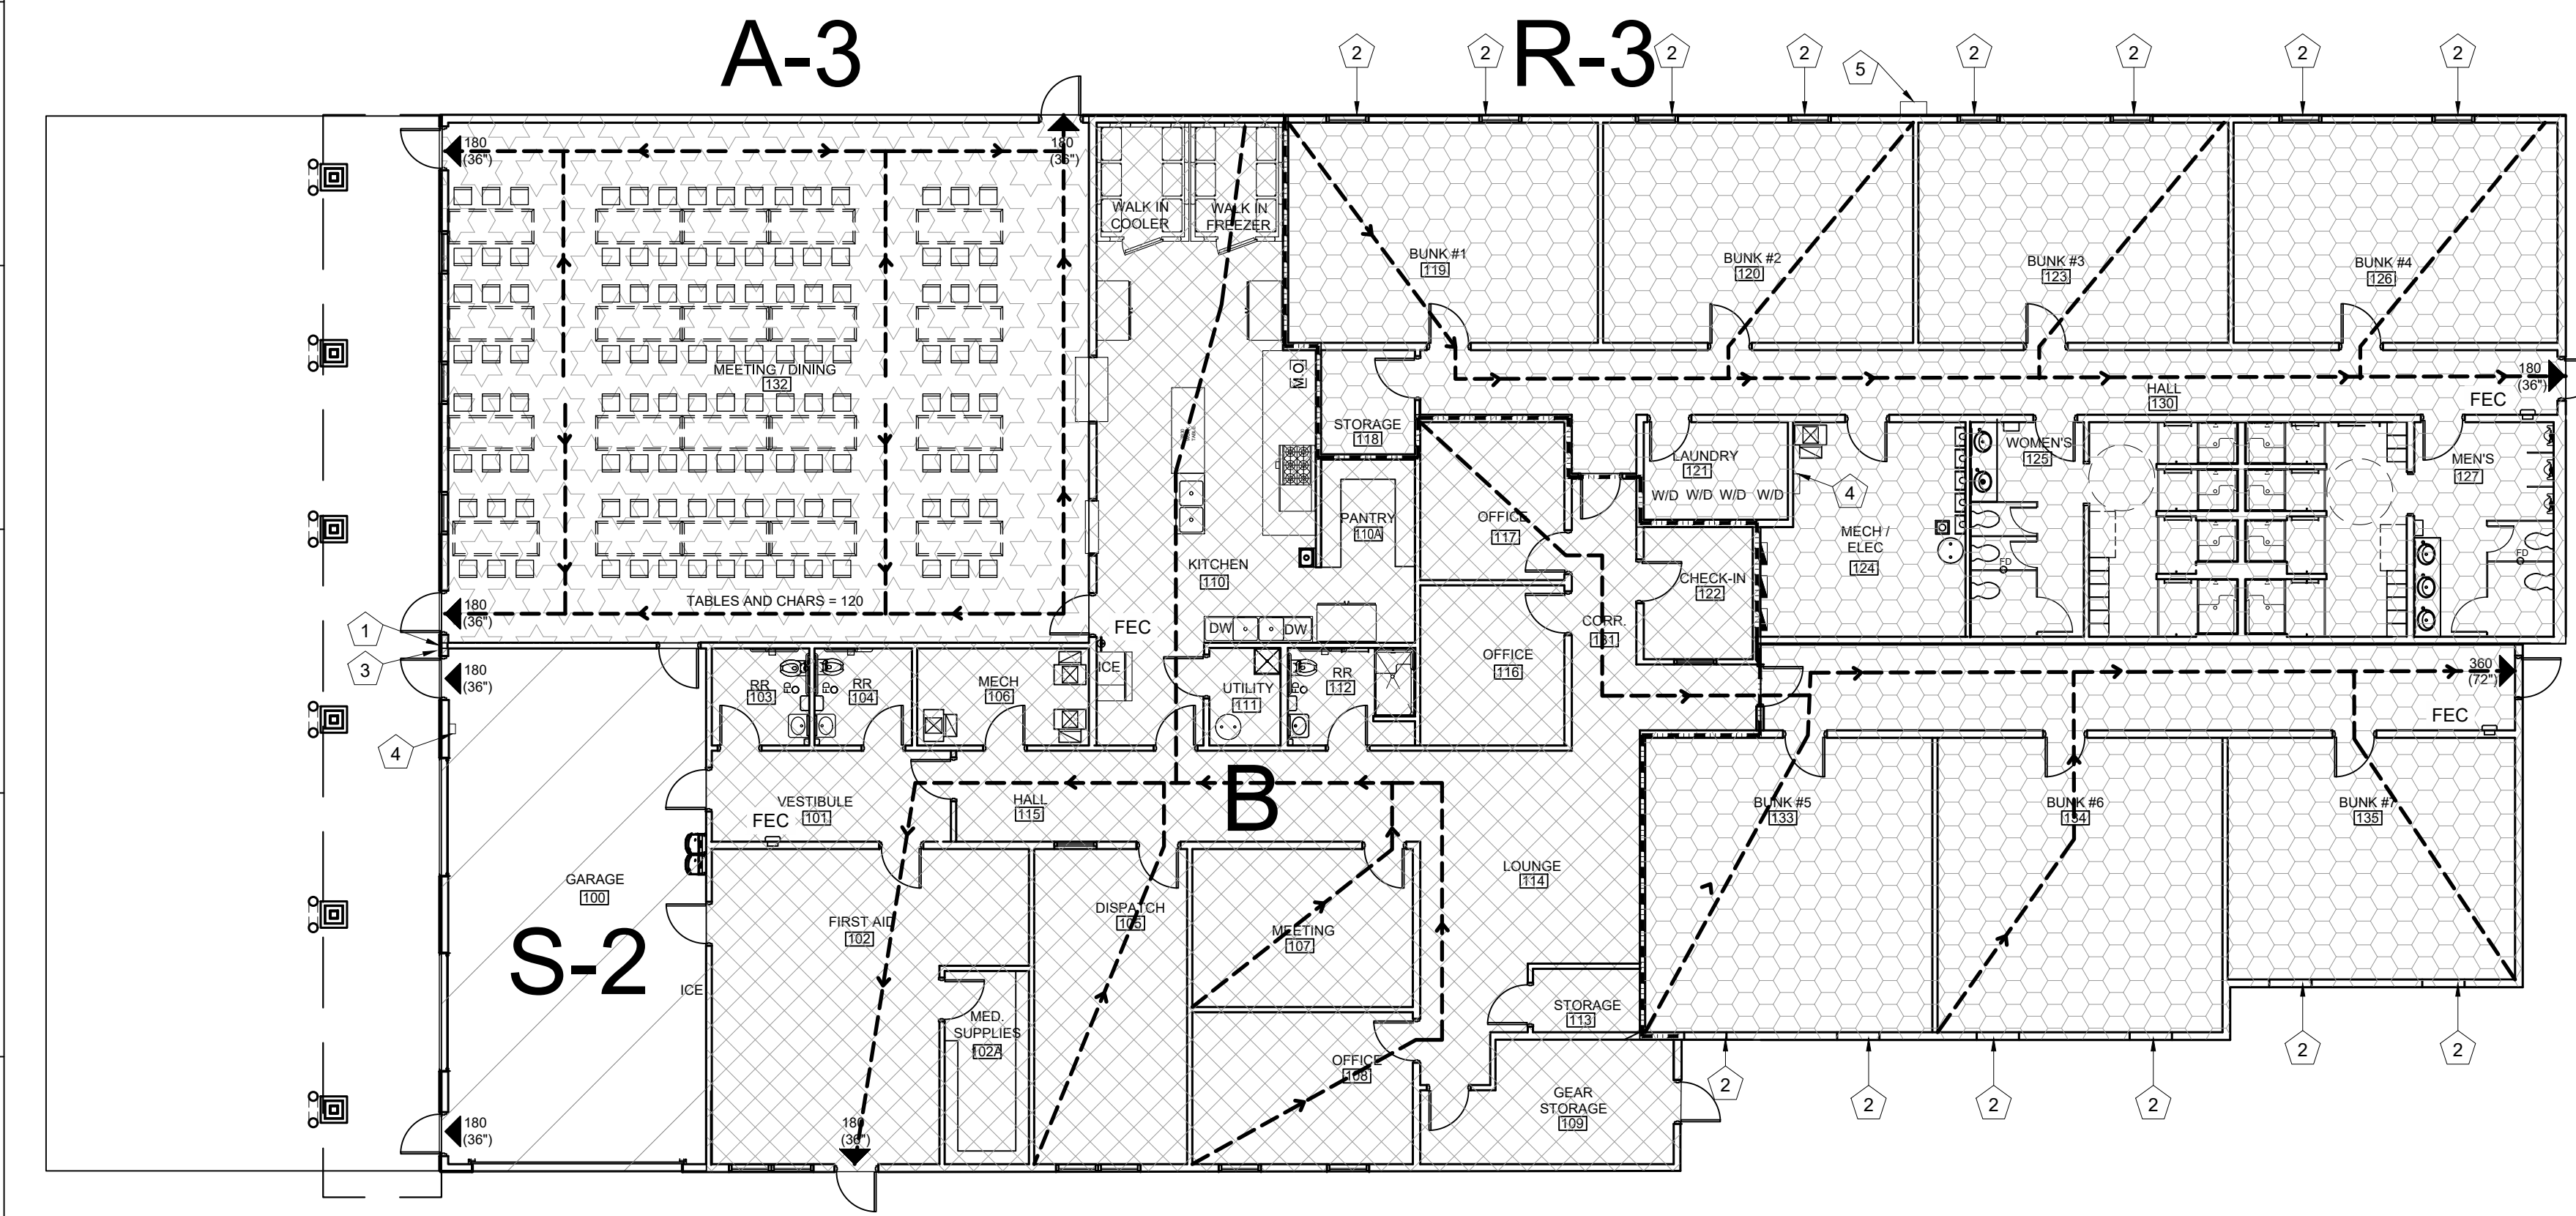 A-3
R-3
2
2
2
2
5
2
2
2
2
180
(36")
180
(36")
WALK IN
COOLER
WALK IN
FREEZER
BUNK #1
119
BUNK #2
120
BUNK #3
123
BUNK #4
126
MEETING / DINING
132
180
(36")
HALL
130
FEC
STORAGE
118
LAUNDRY
121
W/D W/D W/D W/D
4
WOMEN'S
125
MEN'S
127
OFFICE
117
PANTRY
110A
MECH /
ELEC
124
FD
FD
KITCHEN
110
CHECK-IN
122
TABLES AND CHARS = 120
180
(36")
FEC
DW
DW
CORR.
131
1
3
180
(36")
RR
103
FD
RR
104
FD
MECH
106
ICE
UTILITY
111
RR
112
FD
OFFICE
116
360
(72")
FEC
4
B
VESTIBULE
101
FEC
HALL
115
BUNK #5
133
BUNK #6
134
BUNK #7
135
LOUNGE
114
GARAGE
100
S-2
ICE
FIRST AID
102
DISPATCH
105
MEETING
107
MED.
SUPPLIES
102A
STORAGE
113
OFFICE
108
GEAR
STORAGE
109
2
2
2
2
2
2
180
(36")
180
(36")